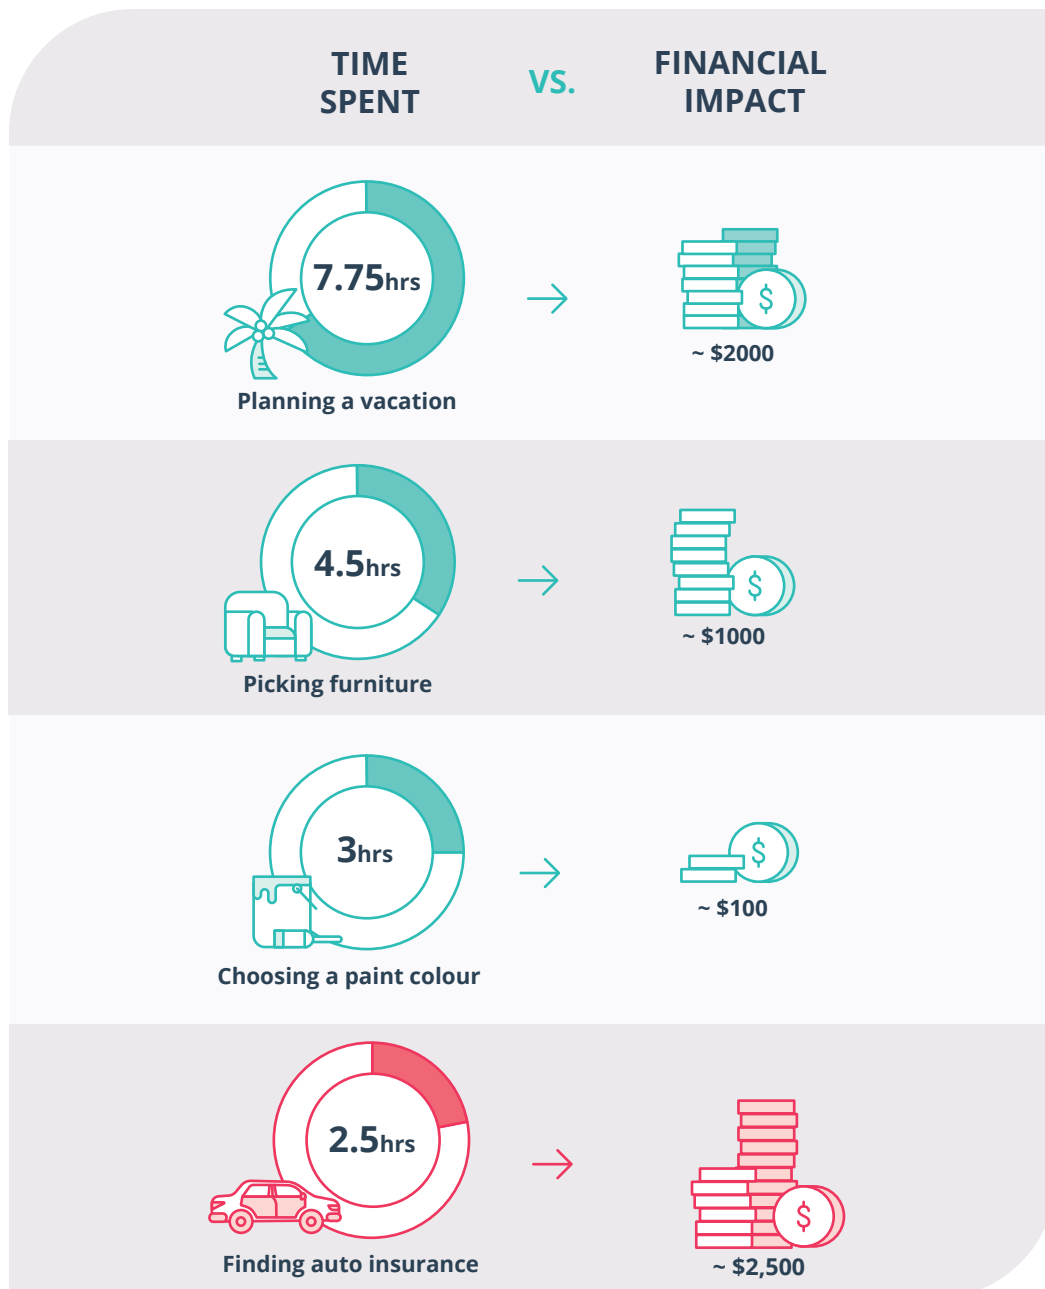 TIME
SPENT
VS.
FINANCIAL
IMPACT
7.75hrs
$
~ $2000
Planning a vacation
4.5hrs
$
~ $1000
Picking furniture
3hrs
$
~ $100
Choosing a paint colour
2.5hrs
$
Finding auto insurance
~ $2,500